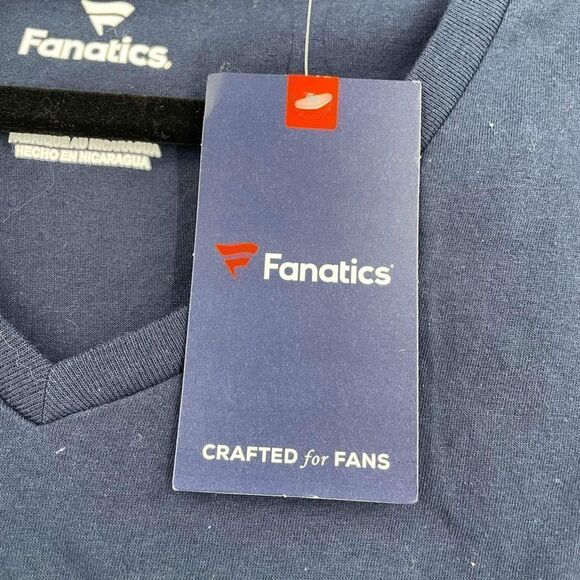 Fanatics
FABRIQUÉ AU NICARAGUA
HECHO EN NICARAGUA
Fanatics
CRAFTED for FANS